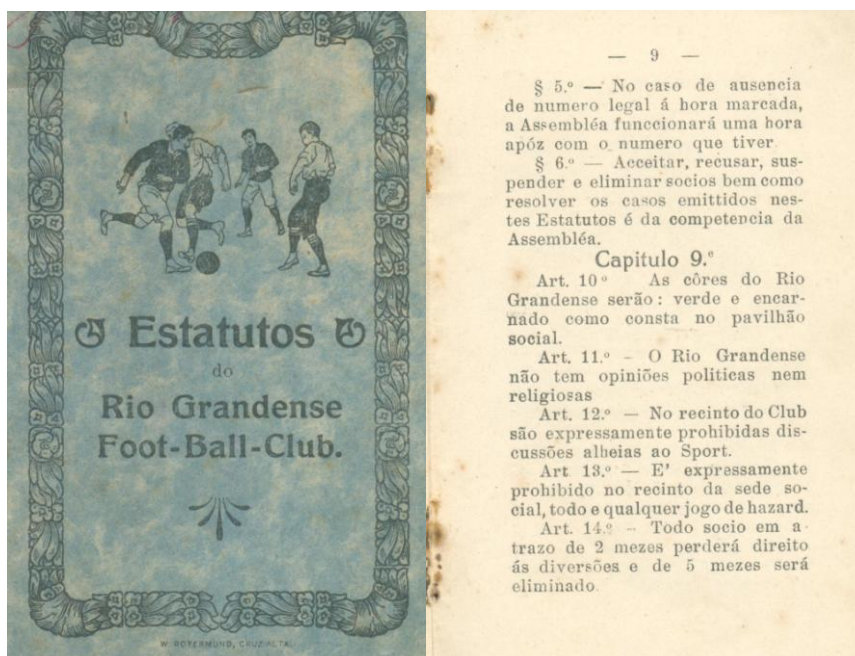 Estatutos
do
Rio Grandense
Foot-Ball-Club.
W. ROTERMUND, CRUZ ALTA.
— 9 —
§ 5.º — No caso de ausencia
de numero legal á hora marcada,
a Assembléa funccionará uma hora
apóz com o numero que tiver
§ 6.º — Acceitar, recusar, sus-
pender e eliminar socios bem como
resolver os casos emittidos nes-
tes Estatutos é da competencia da
Assembléa.
Capitulo 9.º
Art. 10º As côres do Rio
Grandense serão: verde e encar-
nado como consta no pavilhão
social.
Art. 11.º - O Rio Grandense
não tem opiniões politicas nem
religiosas
Art. 12.º — No recinto do Club
são expressamente prohibidas dis-
cussões alheias ao Sport.
Art 13.º — E' expressamente
prohibido no recinto da sede so-
cial, todo e qualquer jogo de hazard.
Art. 14.º - Todo socio em a-
trazo de 2 mezes perderá direito
ás diversões e de 5 mezes será
eliminado